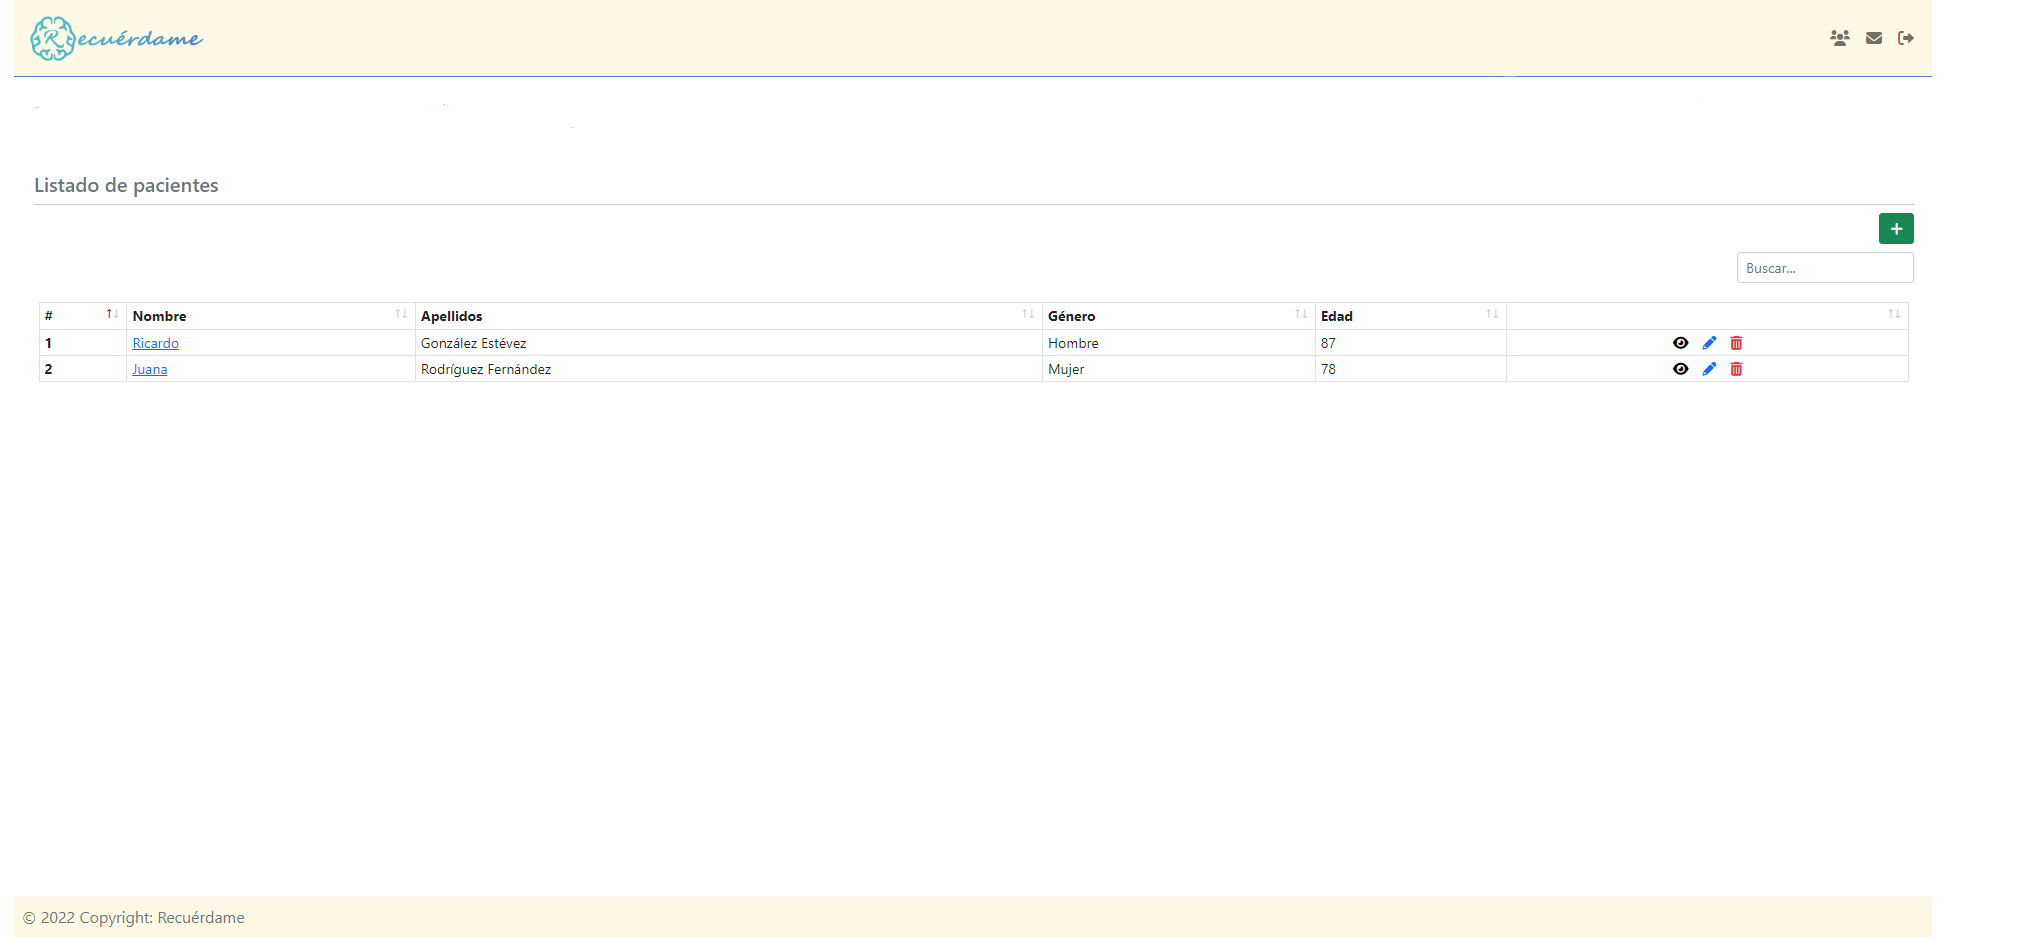 Recuérdame
Listado de pacientes
Buscar...
# Nombre Apellidos Género Edad
1 Ricardo González Estévez Hombre 87
2 Juana Rodríguez Fernández Mujer 78
© 2022 Copyright: Recuérdame